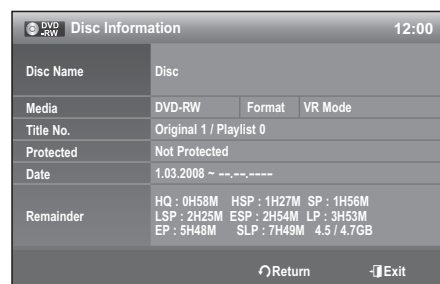 DVD -RW Disc Information 12:00
Disc Name Disc
Media DVD-RW Format VR Mode
Title No. Original 1 / Playlist 0
Protected Not Protected
Date 1.03.2008 ~ --.--.----
Remainder
HQ : 0H58M HSP : 1H27M SP : 1H56M
LSP : 2H25M ESP : 2H54M LP : 3H53M
EP : 5H48M SLP : 7H49M 4.5 / 4.7GB
Return Exit